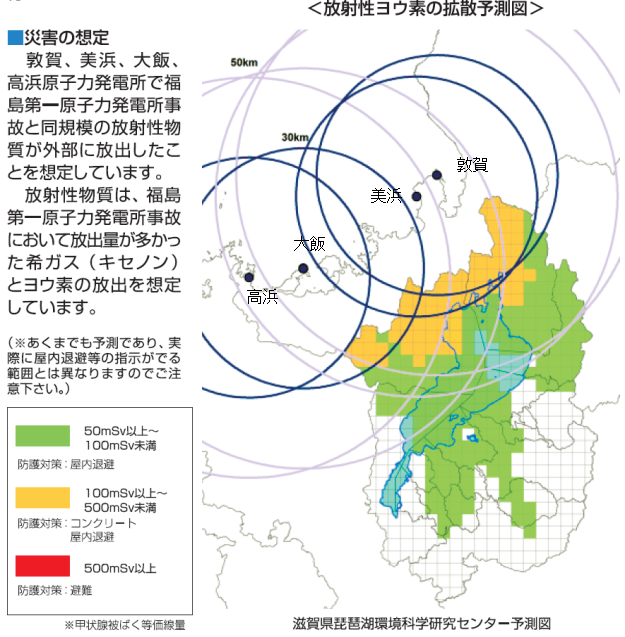 ＜放射性ヨウ素の拡散予測図＞
■災害の想定
敦賀、美浜、大飯、
高浜原子力発電所で福
島第一原子力発電所事
故と同規模の放射性物
質が外部に放出したこ
とを想定しています。
放射性物質は、福島
第一原子力発電所事故
において放出量が多かっ
た希ガス（キセノン）
とヨウ素の放出を想定
しています。
（※あくまでも予測であり、実
際に屋内退避等の指示がでる
範囲とは異なりますのでご注
意下さい。）
50mSv以上～
100mSv未満
防護対策：屋内退避
100mSv以上～
500mSv未満
防護対策：コンクリート
屋内退避
500mSv以上
防護対策：避難
※甲状腺被ばく等価線量
50km
30km
敦賀
美浜
大飯
高浜
滋賀県琵琶湖環境科学研究センター予測図